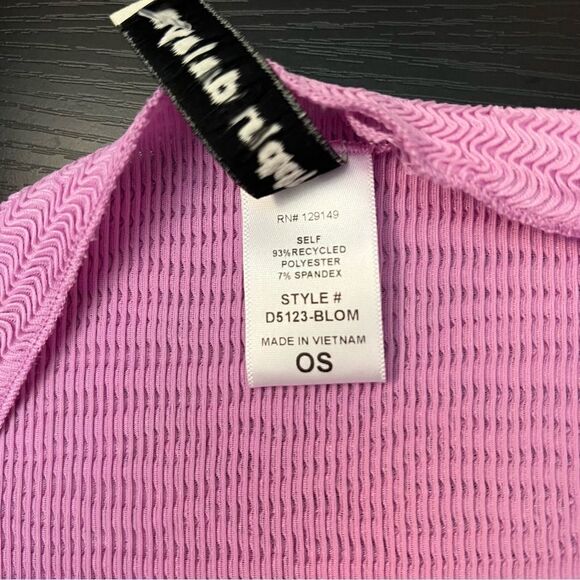 RN# 129149
SELF
93% RECYCLED
POLYESTER
7% SPANDEX
STYLE #
D5123-BLOM
MADE IN VIETNAM
OS